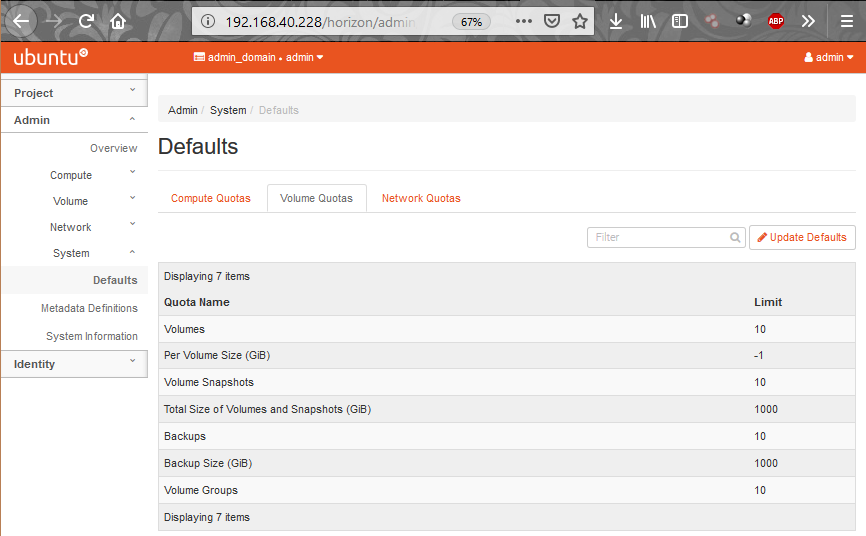 192.168.40.228/horizon/admin
67%
ABP
ubuntu
admin_domain • admin
admin
Project
Admin
Overview
Compute
Volume
Network
System
Defaults
Metadata Definitions
System Information
Identity
Admin / System / Defaults
Defaults
Compute Quotas
Volume Quotas
Network Quotas
Filter
Update Defaults
Displaying 7 items
Quota Name Limit
Volumes 10
Per Volume Size (GiB) -1
Volume Snapshots 10
Total Size of Volumes and Snapshots (GiB) 1000
Backups 10
Backup Size (GiB) 1000
Volume Groups 10
Displaying 7 items